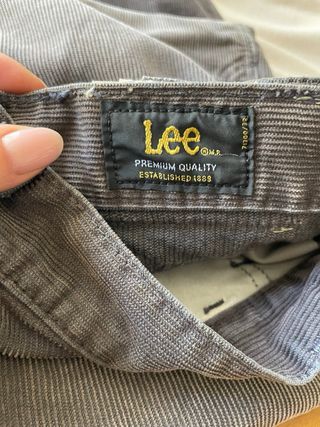 Lee ® M.R.
PREMIUM QUALITY
ESTABLISHED 1889